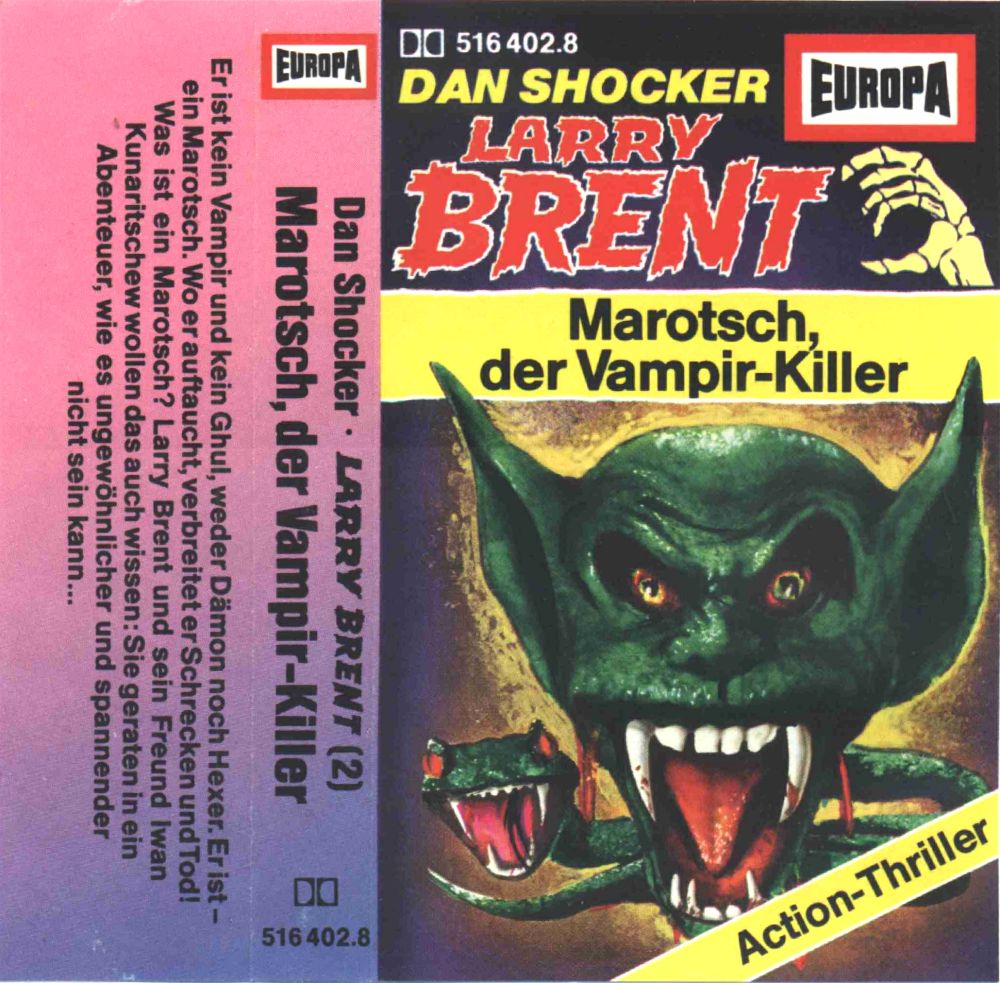 Er ist kein Vampir und kein Ghul, weder Dämon noch Hexer. Er ist –
ein Marotsch. Wo er auftaucht, verbreitet er Schrecken und Tod!
Was ist ein Marotsch? Larry Brent und sein Freund Iwan
Kunaritschew wollen das auch wissen: Sie geraten in ein
Abenteuer, wie es ungewöhnlicher und spannender
nicht sein kann...
EUROPA
Dan Shocker · LARRY BRENT (2)
Marotsch, der Vampir-Killer
516 402.8
516 402.8
DAN SHOCKER
EUROPA
LARRY
BRENT
Marotsch,
der Vampir-Killer
Action-Thriller